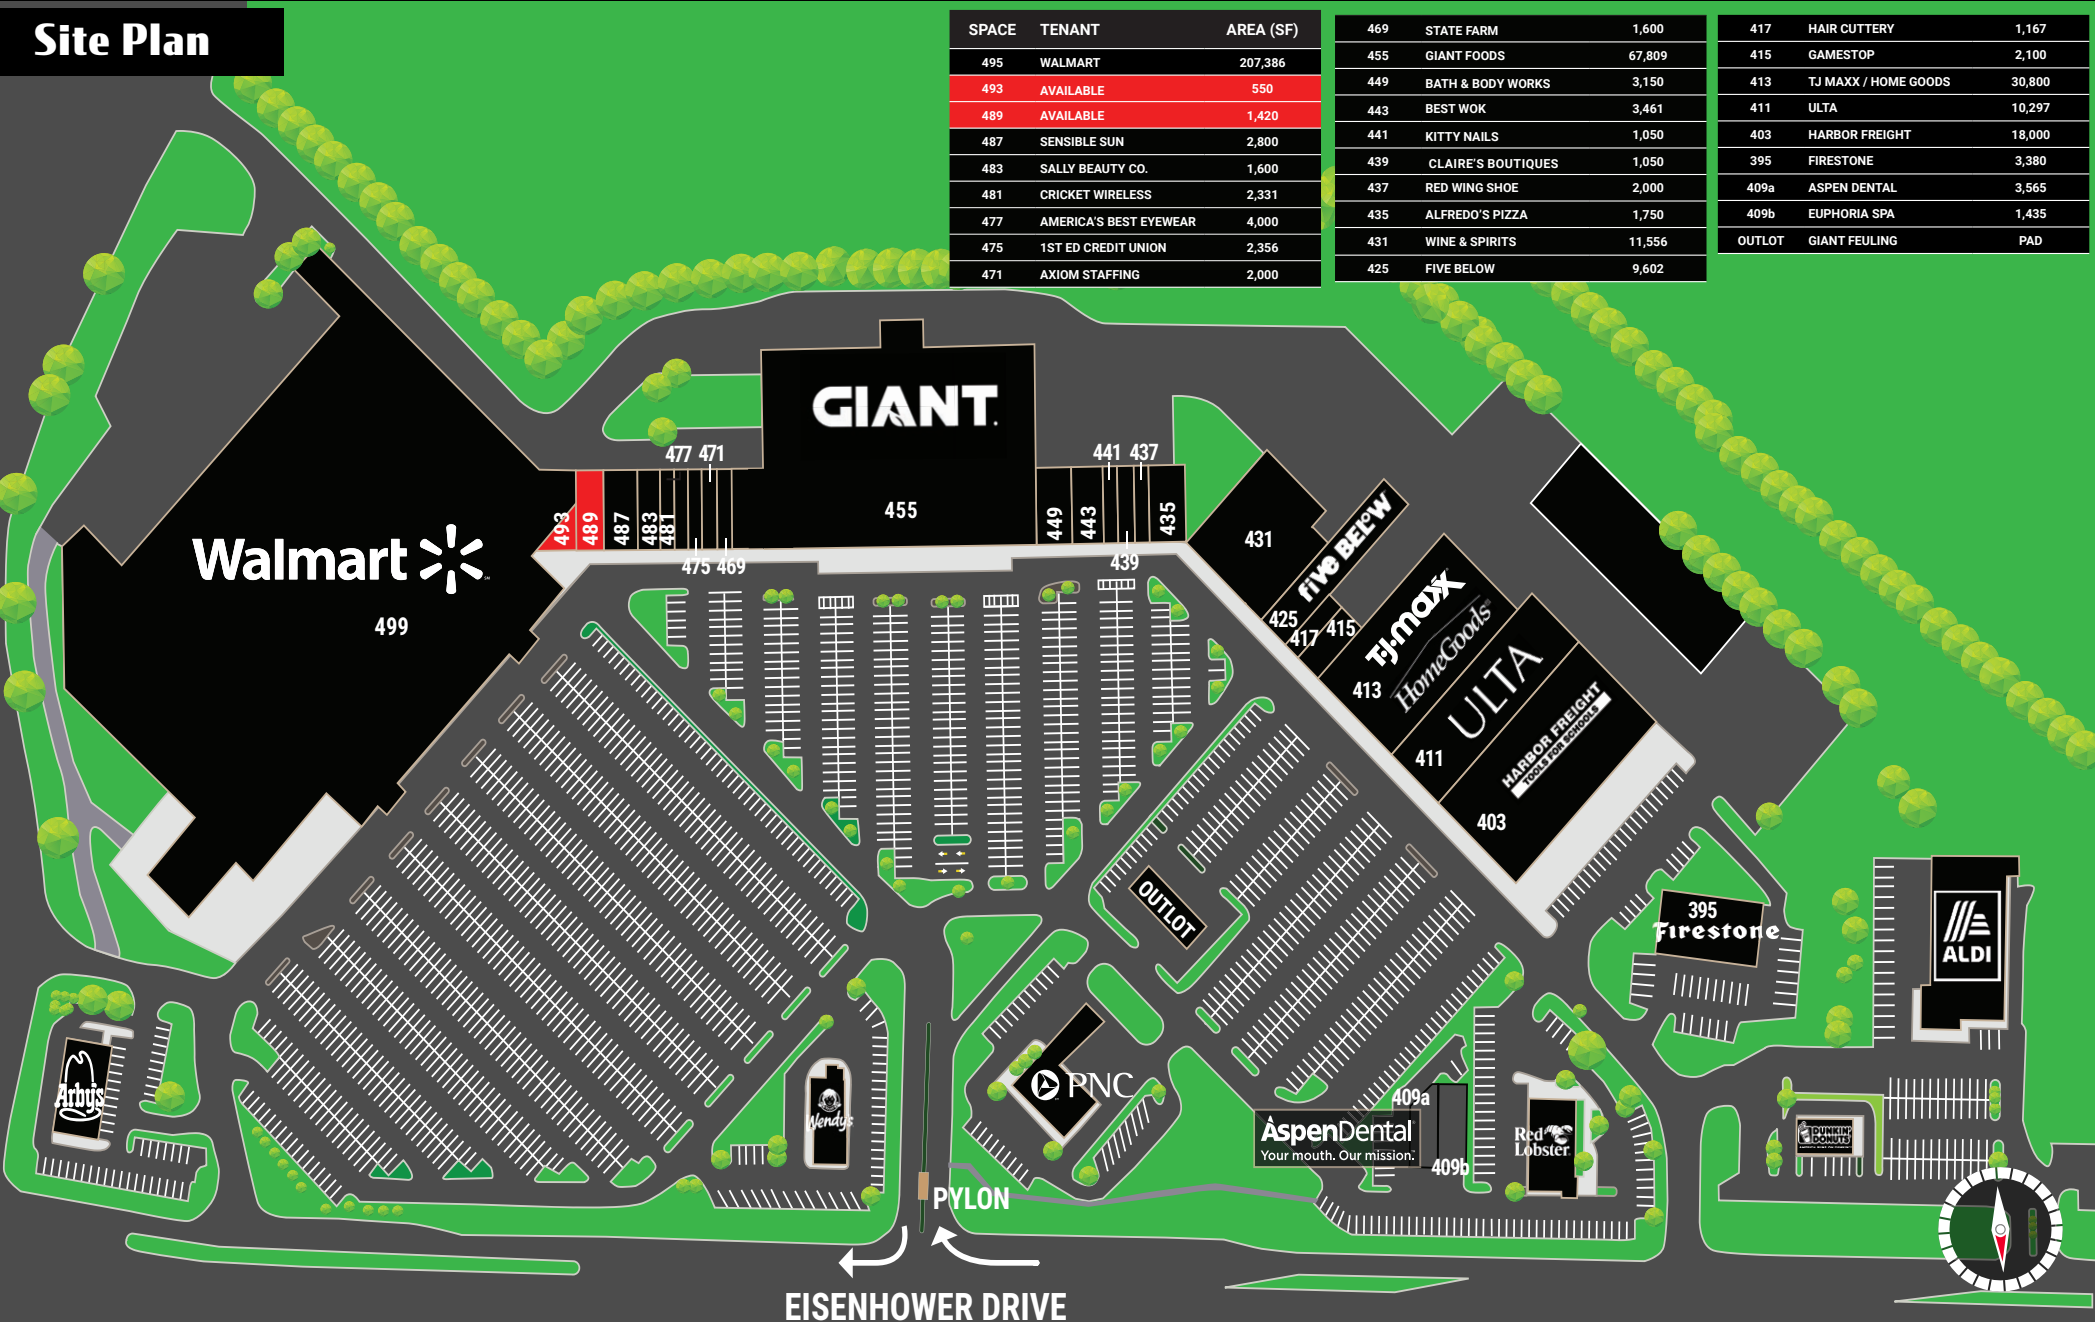 Site Plan
SPACE TENANT AREA (SF)
495 WALMART 207,386
493 AVAILABLE 550
489 AVAILABLE 1,420
487 SENSIBLE SUN 2,800
483 SALLY BEAUTY CO. 1,600
481 CRICKET WIRELESS 2,331
477 AMERICA'S BEST EYEWEAR 4,000
475 1ST ED CREDIT UNION 2,356
471 AXIOM STAFFING 2,000
469 STATE FARM 1,600
455 GIANT FOODS 67,809
449 BATH & BODY WORKS 3,150
443 BEST WOK 3,461
441 KITTY NAILS 1,050
439 CLAIRE'S BOUTIQUES 1,050
437 RED WING SHOE 2,000
435 ALFREDO'S PIZZA 1,750
431 WINE & SPIRITS 11,556
425 FIVE BELOW 9,602
417 HAIR CUTTERY 1,167
415 GAMESTOP 2,100
413 TJ MAXX / HOME GOODS 30,800
411 ULTA 10,297
403 HARBOR FREIGHT 18,000
395 FIRESTONE 3,380
409a ASPEN DENTAL 3,565
409b EUPHORIA SPA 1,435
OUTLOT GIANT FEULING PAD
GIANT.
455
477 471
441 437
493
489
487
483
481
475 469
449
443
439
435
Walmart
499
431
five BEL°W
425
417
415
T.J.maxx
HomeGoods
413
ULTA
411
HARBOR FREIGHT
TOOLS FOR SCHOOLS
403
OUTLOT
395
Firestone
ALDI
Arby's
Wendy's
PNC
409a
AspenDental
Your mouth. Our mission.
409b
Red
Lobster
DUNKIN'
DONUTS
PYLON
EISENHOWER DRIVE